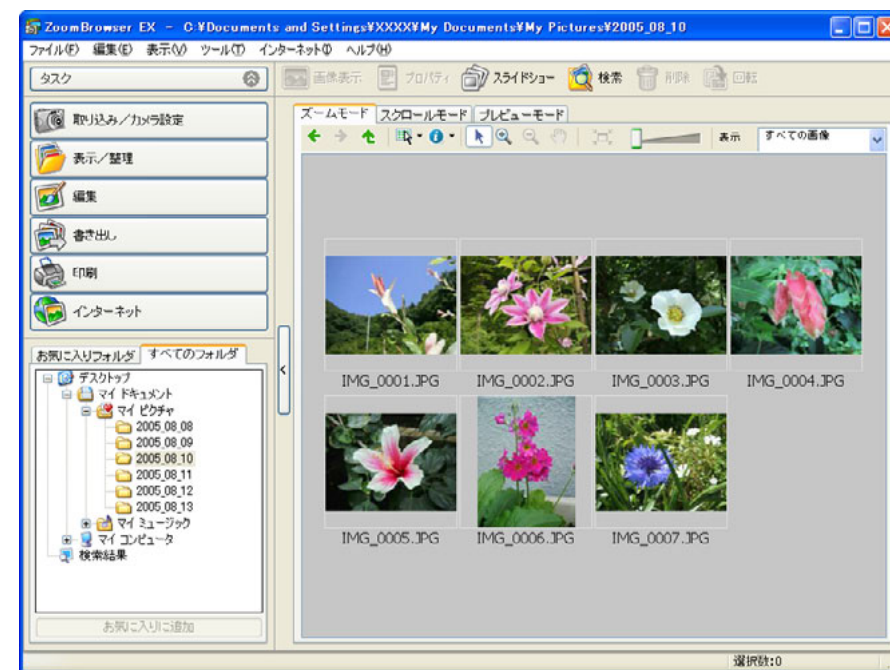 ZoomBrowser EX - C:¥Documents and Settings¥XXXX¥My Documents¥My Pictures¥2005_08_10
ファイル(F) 編集(E) 表示(V) ツール(T) インターネット(I) ヘルプ(H)
タスク
画像表示 プロパティ スライドショー 検索 削除 回転
取り込み/カメラ設定
表示/整理
編集
書き出し
印刷
インターネット
お気に入りフォルダ すべてのフォルダ
デスクトップ
マイ ドキュメント
マイ ピクチャ
2005_08_08
2005_08_09
2005_08_10
2005_08_11
2005_08_12
2005_08_13
マイ ミュージック
マイ コンピュータ
検索結果
お気に入りに追加
ズームモード スクロールモード プレビューモード
表示 すべての画像
IMG_0001.JPG IMG_0002.JPG IMG_0003.JPG IMG_0004.JPG
IMG_0005.JPG IMG_0006.JPG IMG_0007.JPG
選択数:0